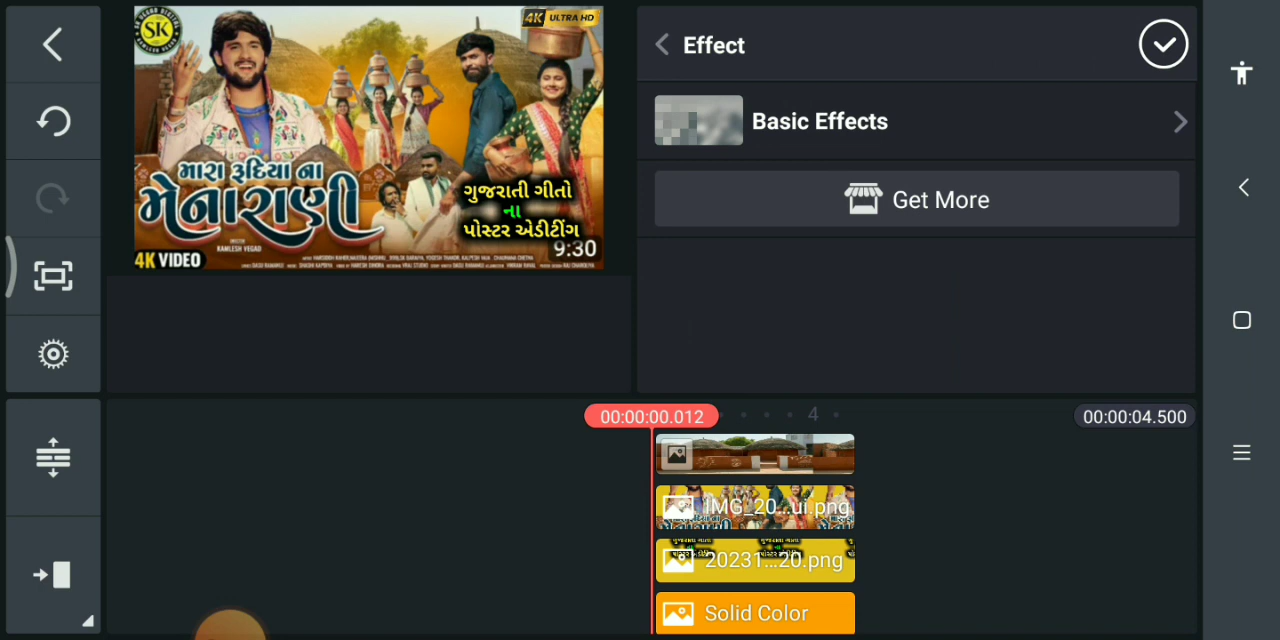 SK
4K ULTRA HD
મારા રૂદિયા ના
મેનારાણી
DIRECTOR
KAMLESH VEGAD
ગુજરાતી ગીતો
ના
પોસ્ટર એડીટીંગ
4K VIDEO
9:30
Effect
Basic Effects
Get More
00:00:00.012
4
00:00:04.500
IMG_20...ui.png
20231...20.png
Solid Color